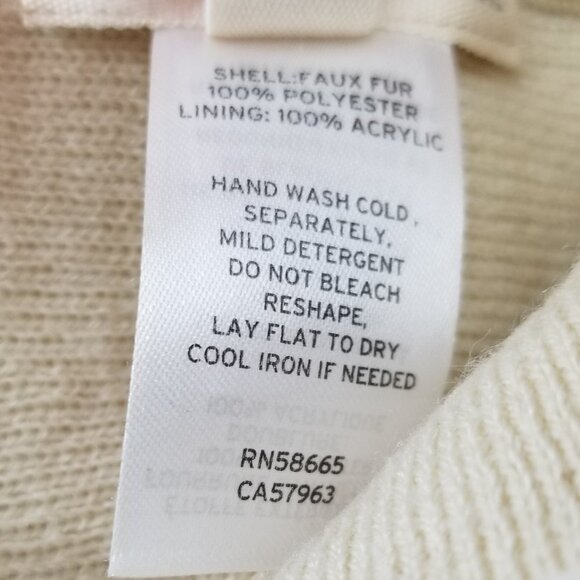 SHELL:FAUX FUR
100% POLYESTER
LINING: 100% ACRYLIC
HAND WASH COLD,
SEPARATELY,
MILD DETERGENT
DO NOT BLEACH
RESHAPE,
LAY FLAT TO DRY
COOL IRON IF NEEDED
RN58665
CA57963